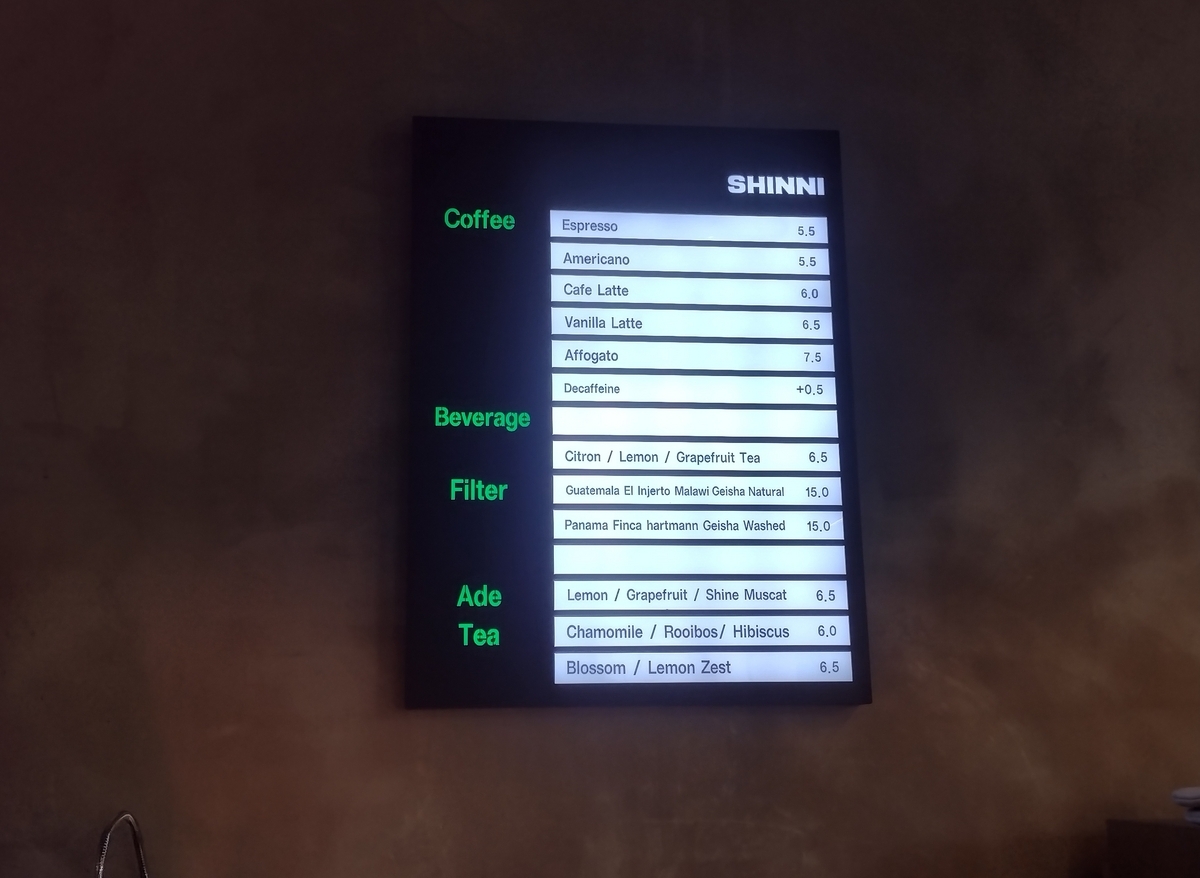 SHINNI
Coffee
Espresso 5.5
Americano 5.5
Cafe Latte 6.0
Vanilla Latte 6.5
Affogato 7.5
Decaffeine +0.5
Beverage
Citron / Lemon / Grapefruit Tea 6.5
Filter
Guatemala El Injerto Malawi Geisha Natural 15.0
Panama Finca hartmann Geisha Washed 15.0
Ade
Lemon / Grapefruit / Shine Muscat 6.5
Tea
Chamomile / Rooibos/ Hibiscus 6.0
Blossom / Lemon Zest 6.5